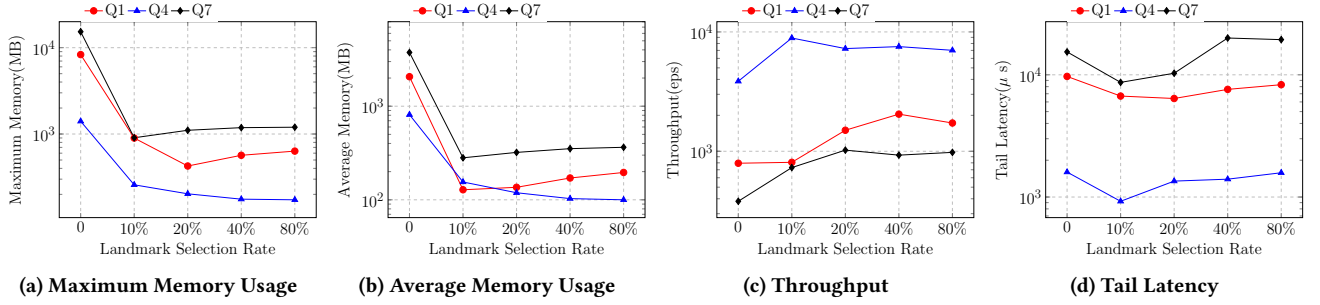 Q1 Q4 Q7
Maximum Memory(MB)
10^4
10^3
0 10% 20% 40% 80%
Landmark Selection Rate
(a) Maximum Memory Usage
Q1 Q4 Q7
Average Memory(MB)
10^3
10^2
0 10% 20% 40% 80%
Landmark Selection Rate
(b) Average Memory Usage
Q1 Q4 Q7
Throughput(eps)
10^4
10^3
0 10% 20% 40% 80%
Landmark Selection Rate
(c) Throughput
Q1 Q4 Q7
Tail Latency(μ s)
10^4
10^3
0 10% 20% 40% 80%
Landmark Selection Rate
(d) Tail Latency